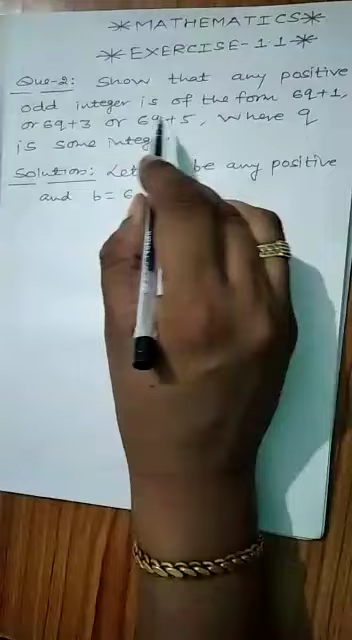 MATHEMATICS
EXERCISE-1.1
Que-2: Show that any positive
odd integer is of the form 6q+1,
or 6q+3 or 6q+5, where q
is some
Solution: Let be any positive
and b = 6